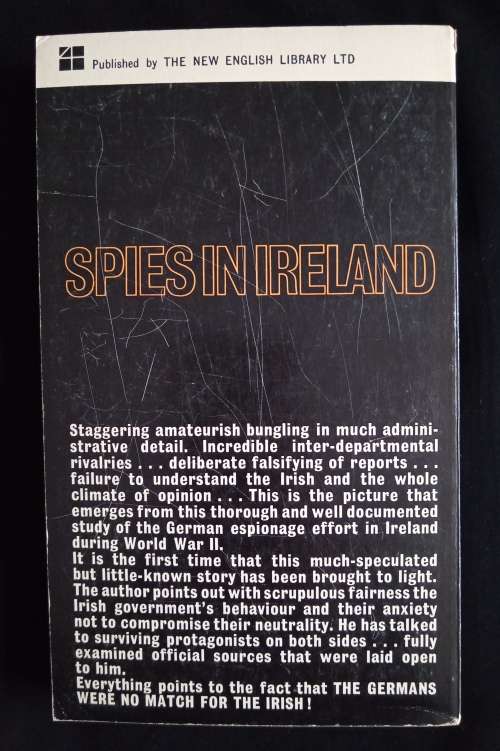 Published by THE NEW ENGLISH LIBRARY LTD
SPIES IN IRELAND
Staggering amateurish bungling in much admini-
strative detail. Incredible inter-departmental
rivalries . . . deliberate falsifying of reports . . .
failure to understand the Irish and the whole
climate of opinion . . . This is the picture that
emerges from this thorough and well documented
study of the German espionage effort in Ireland
during World War II.
It is the first time that this much-speculated
but little-known story has been brought to light.
The author points out with scrupulous fairness the
Irish government's behaviour and their anxiety
not to compromise their neutrality. He has talked
to surviving protagonists on both sides . . . fully
examined official sources that were laid open
to him.
Everything points to the fact that THE GERMANS
WERE NO MATCH FOR THE IRISH !